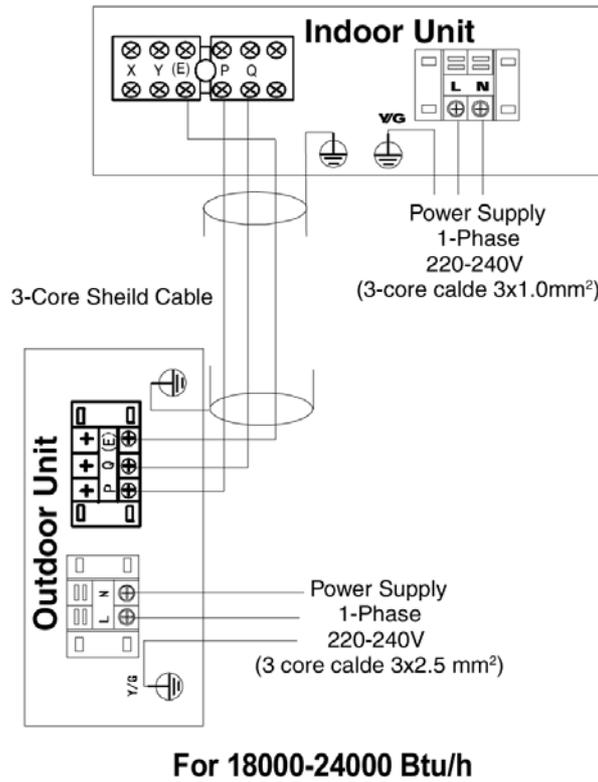 Indoor Unit
X Y (E) P Q
L N
Y/G
Power Supply
1-Phase
220-240V
(3-core calde 3x1.0mm²)
3-Core Sheild Cable
Outdoor Unit
(E)
Q
P
N
L
Y/G
Power Supply
1-Phase
220-240V
(3 core calde 3x2.5 mm²)
For 18000-24000 Btu/h